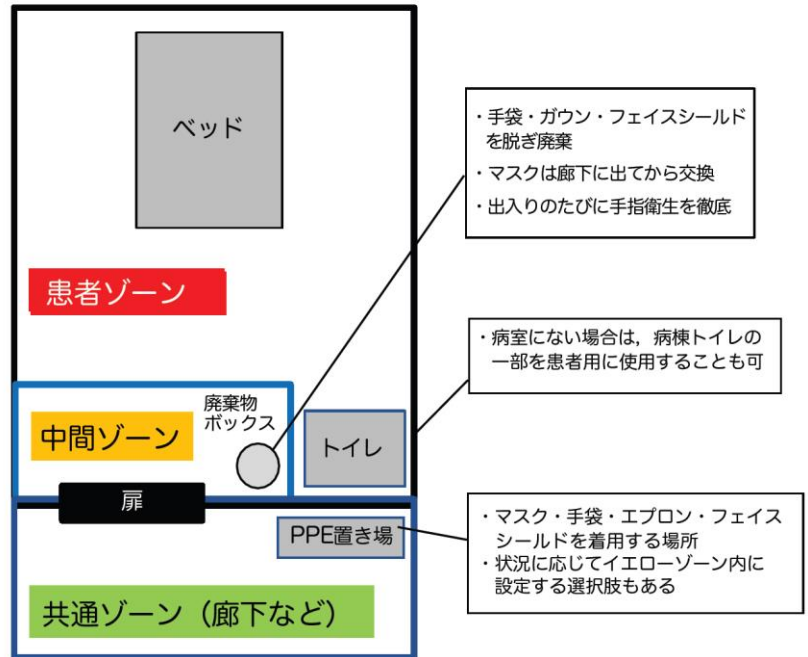 ベッド
患者ゾーン
中間ゾーン
廃棄物
ボックス
トイレ
扉
PPE置き場
共通ゾーン（廊下など）
・手袋・ガウン・フェイスシールド
を脱ぎ廃棄
・マスクは廊下に出てから交換
・出入りのたびに手指衛生を徹底
・病室にない場合は，病棟トイレの
一部を患者用に使用することも可
・マスク・手袋・エプロン・フェイス
シールドを着用する場所
・状況に応じてイエローゾーン内に
設定する選択肢もある